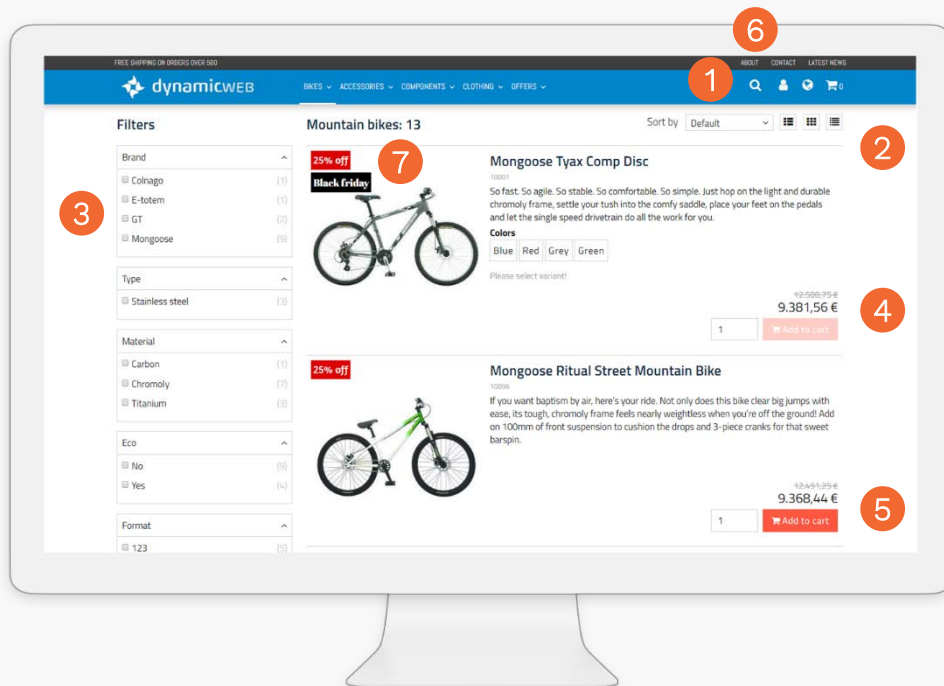 6
FREE SHIPPING ON ORDERS OVER 500
ABOUT CONTACT LATEST NEWS
dynamicWEB
BIKES ACCESSORIES COMPONENTS CLOTHING OFFERS
1
0
Filters
Mountain bikes: 13
Sort by Default
2
Brand
Colnago (1)
E-totem (1)
GT (2)
Mongoose (9)
3
Type
Stainless steel (3)
Material
Carbon (1)
Chromoly (7)
Titanium (3)
Eco
No (9)
Yes (4)
Format
123 (5)
25% off
Black friday
7
Mongoose Tyax Comp Disc
10001
So fast. So agile. So stable. So comfortable. So simple. Just hop on the light and durable
chromoly frame, settle your tush into the comfy saddle, place your feet on the pedals
and let the single speed drivetrain do all the work for you.
Colors
Blue Red Grey Green
Please select variant!
12.508,75 €
9.381,56 €
4
1 Add to cart
25% off
Mongoose Ritual Street Mountain Bike
10096
If you want baptism by air, here's your ride. Not only does this bike clear big jumps with
ease, its tough, chromoly frame feels nearly weightless when you're off the ground! Add
on 100mm of front suspension to cushion the drops and 3-piece cranks for that sweet
barspin.
12.491,25 €
9.368,44 €
5
1 Add to cart